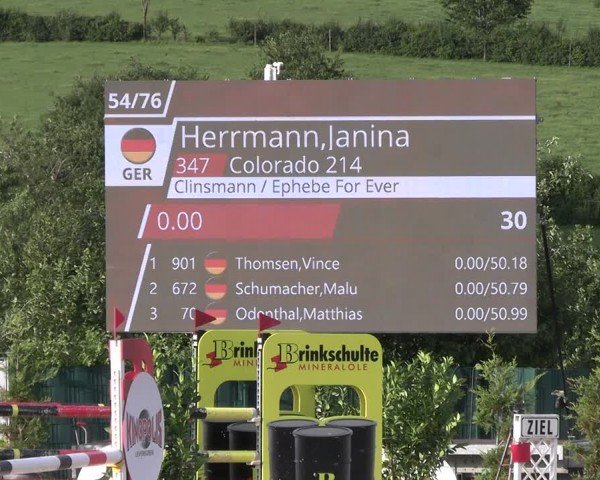 54/76
Herrmann,Janina
GER
347 Colorado 214
Clinsmann / Ephebe For Ever
0.00 30
1 901 Thomsen,Vince 0.00/50.18
2 672 Schumacher,Malu 0.00/50.79
3 70 Odenthal,Matthias 0.00/50.99
Brinkschulte
MINERALÖLE
ZIEL